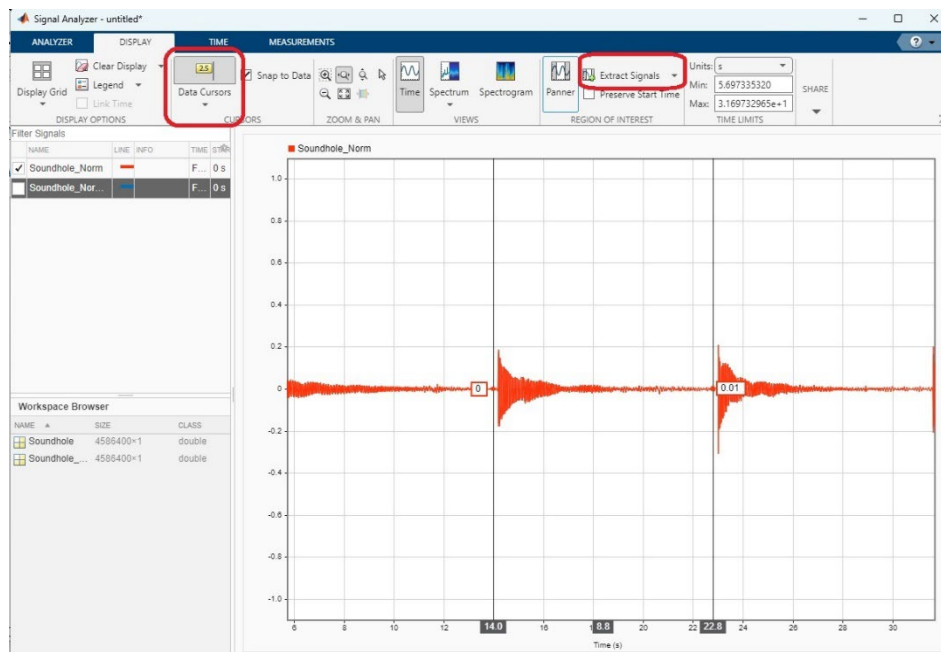 Signal Analyzer - untitled*
ANALYZER DISPLAY TIME MEASUREMENTS
Display Grid
Clear Display
Legend
Link Time
DISPLAY OPTIONS
2.5
Data Cursors
Snap to Data
CURSORS
ZOOM & PAN
Time
Spectrum
Spectrogram
VIEWS
Panner
Extract Signals
Preserve Start Time
REGION OF INTEREST
Units: s
Min: 5.697335320
Max: 3.169732965e+1
TIME LIMITS
SHARE
Filter Signals
NAME LINE INFO TIME STAR
Soundhole_Norm F... 0 s
Soundhole_Nor... F... 0 s
Workspace Browser
NAME SIZE CLASS
Soundhole 4586400×1 double
Soundhole_... 4586400×1 double
Soundhole_Norm
1.0
0.8
0.6
0.4
0.2
0
-0.2
-0.4
-0.6
-0.8
-1.0
0
0.01
6 8 10 12 14.0 16 8.8 20 22 22.8 24 26 28 30
Time (s)